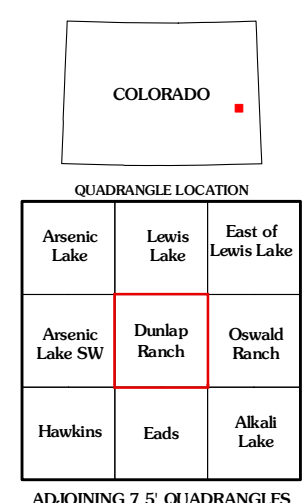 COLORADO
QUADRANGLE LOCATION
Arsenic
Lake
Lewis
Lake
East of
Lewis Lake
Arsenic
Lake SW
Dunlap
Ranch
Oswald
Ranch
Hawkins
Eads
Alkali
Lake
ADJOINING 7.5' QUADRANGLES